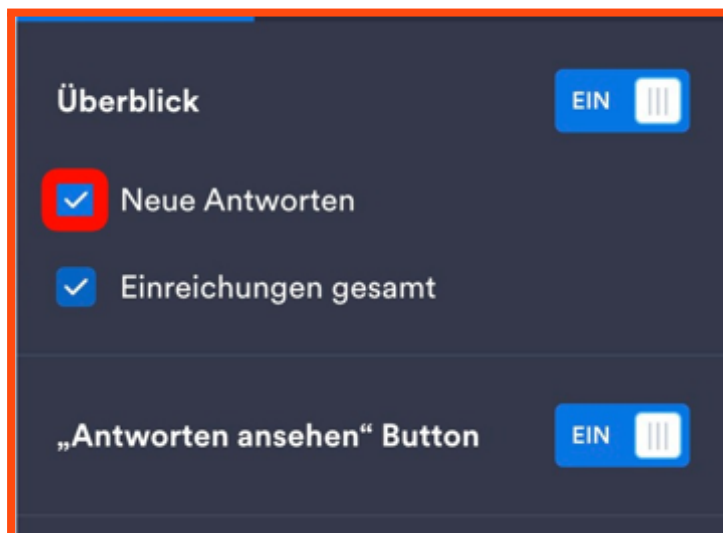 Überblick
EIN
Neue Antworten
Einreichungen gesamt
„Antworten ansehen“ Button
EIN